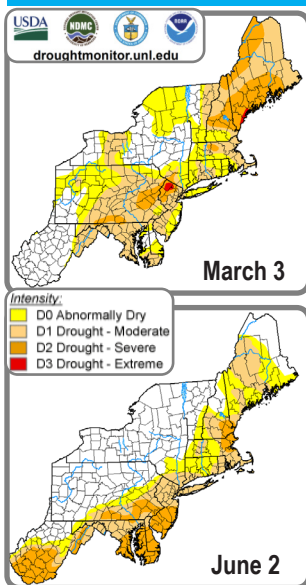 USDA NDMC NOAA
droughtmonitor.unl.edu
March 3
Intensity:
D0 Abnormally Dry
D1 Drought - Moderate
D2 Drought - Severe
D3 Drought - Extreme
June 2